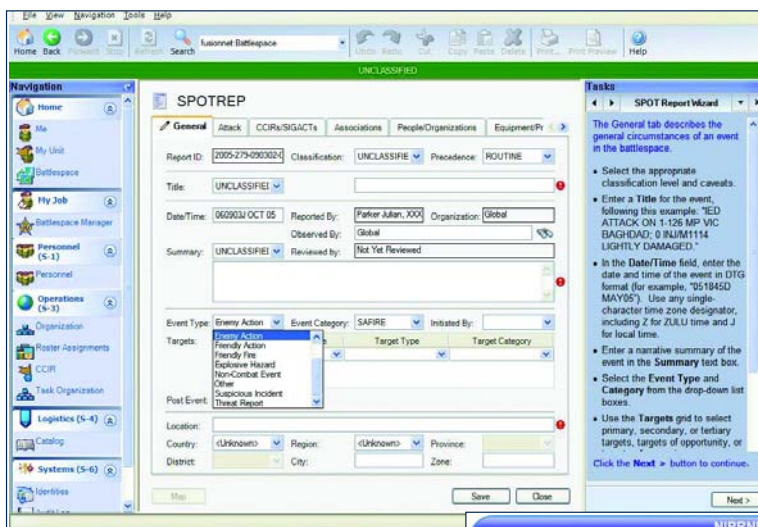 File View Navigation Tools Help
Home Back Forward Stop Refresh Search fusionnet:Battlespace Undo Redo Cut Copy Paste Delete Print... Print Preview Help
UNCLASSIFIED
Navigation
Home
Me
My Unit
Battlespace
My Job
Battlespace Manager
Personnel (S-1)
Personnel
Operations (S-3)
Organization
Roster Assignments
CCIR
Task Organization
Logistics (S-4)
Catalog
Systems (S-6)
Identities
SPOTREP
General Attack CCIRs/SIGACTs Associations People/Organizations Equipment/Pr
Report ID: 2005-279-090302-0 Classification: UNCLASSIFIE Precedence: ROUTINE
Title: UNCLASSIFIEI
Date/Time: 060903J OCT 05 Reported By: Parker Julian, XXX Organization: Global
Observed By: Global
Summary: UNCLASSIFIEI Reviewed by: Not Yet Reviewed
Event Type: Enemy Action Event Category: SAFIRE Initiated By:
Enemy Action
Friendly Action
Friendly Fire
Explosive Hazard
Non-Combat Event
Other
Suspicious Incident
Threat Report
Targets: Target Type Target Category
Post Event
Location:
Country: <Unknown> Region: <Unknown> Province:
District: City: Zone:
Map Save Close
Tasks
SPOT Report Wizard
The General tab describes the
general circumstances of an event
in the battlespace.
• Select the appropriate
classification level and caveats.
• Enter a Title for the event,
following this example: "IED
ATTACK ON 1-126 MP VIC
BAGHDAD; 0 INJ/M1114
LIGHTLY DAMAGED."
• In the Date/Time field, enter the
date and time of the event in DTG
format (for example, "051845D
MAY05"). Use any single-
character time zone designator,
including Z for ZULU time and J
for local time.
• Enter a narrative summary of the
event in the Summary text box.
• Select the Event Type and
Category from the drop-down list
boxes.
• Use the Targets grid to select
primary, secondary, or tertiary
targets, targets of opportunity, or
Click the Next > button to continue.
Next >